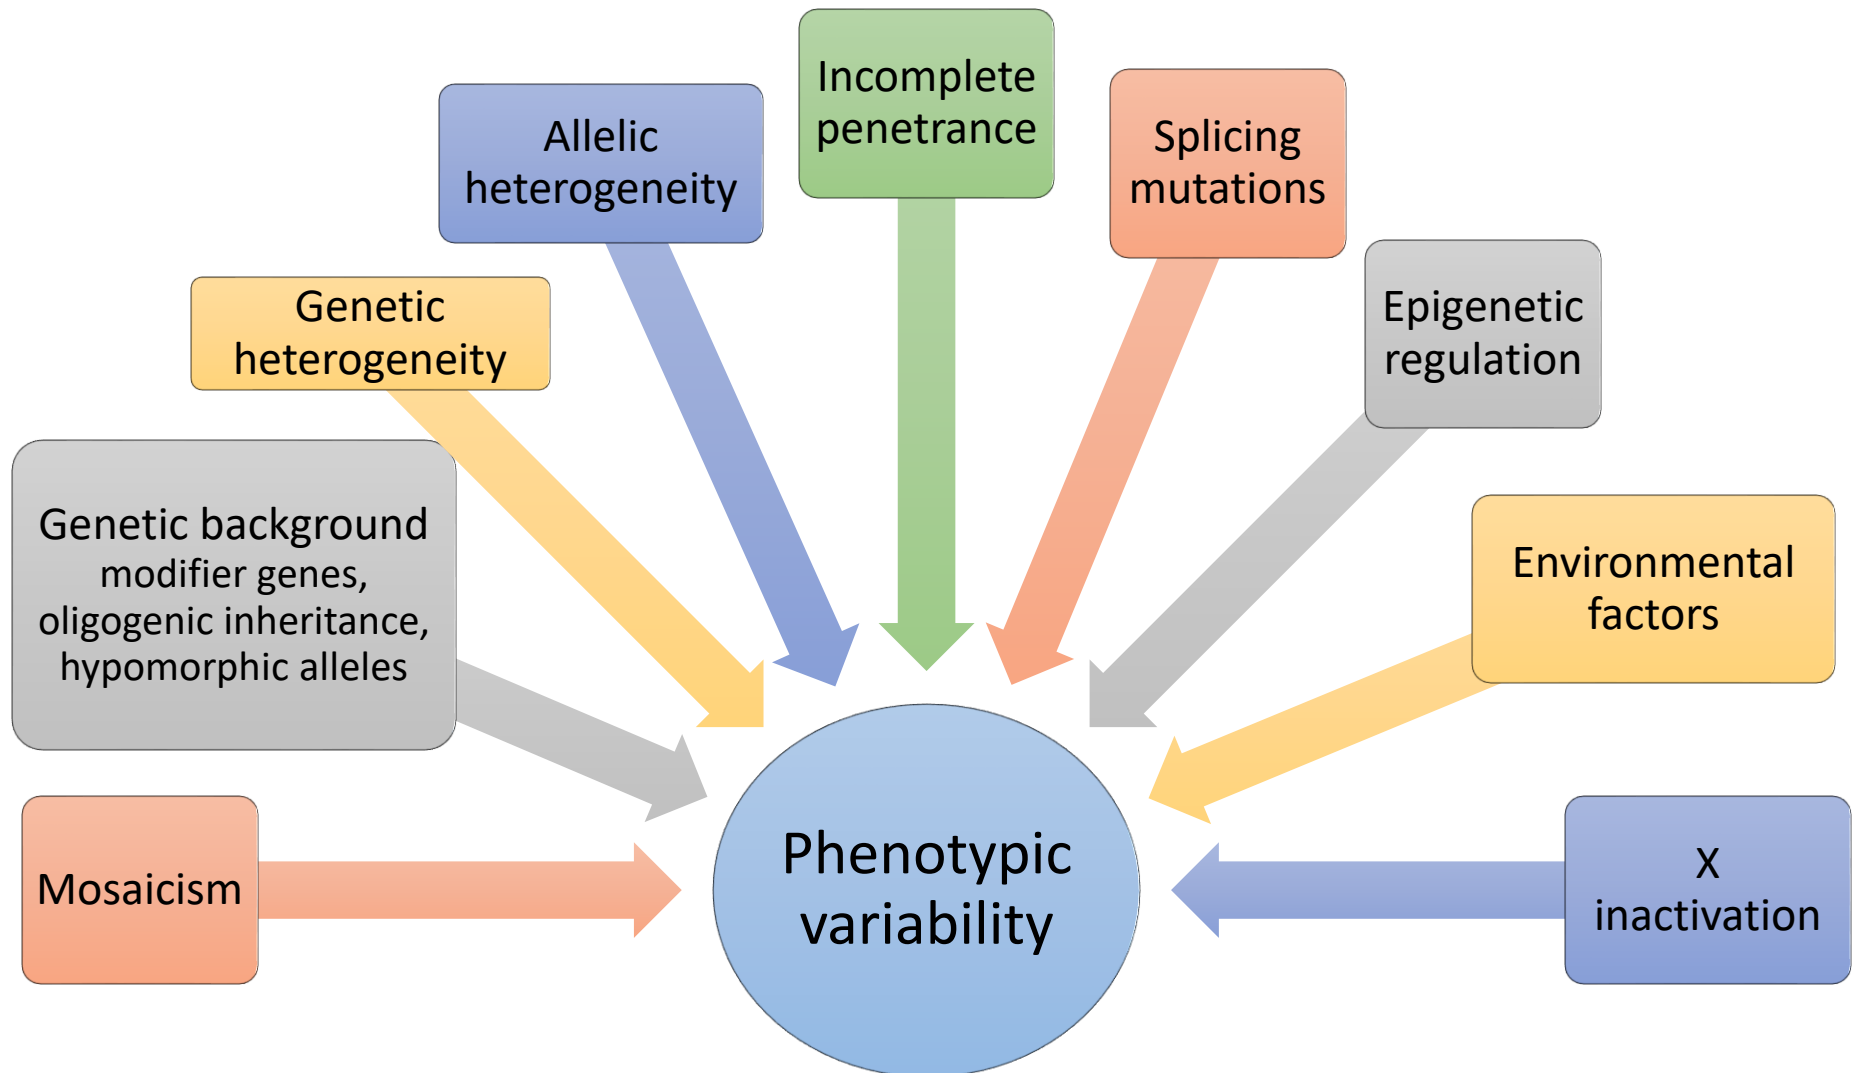 Incomplete
penetrance
Allelic
heterogeneity
Splicing
mutations
Genetic
heterogeneity
Epigenetic
regulation
Genetic background
modifier genes,
oligogenic inheritance,
hypomorphic alleles
Environmental
factors
Mosaicism
Phenotypic
variability
X
inactivation